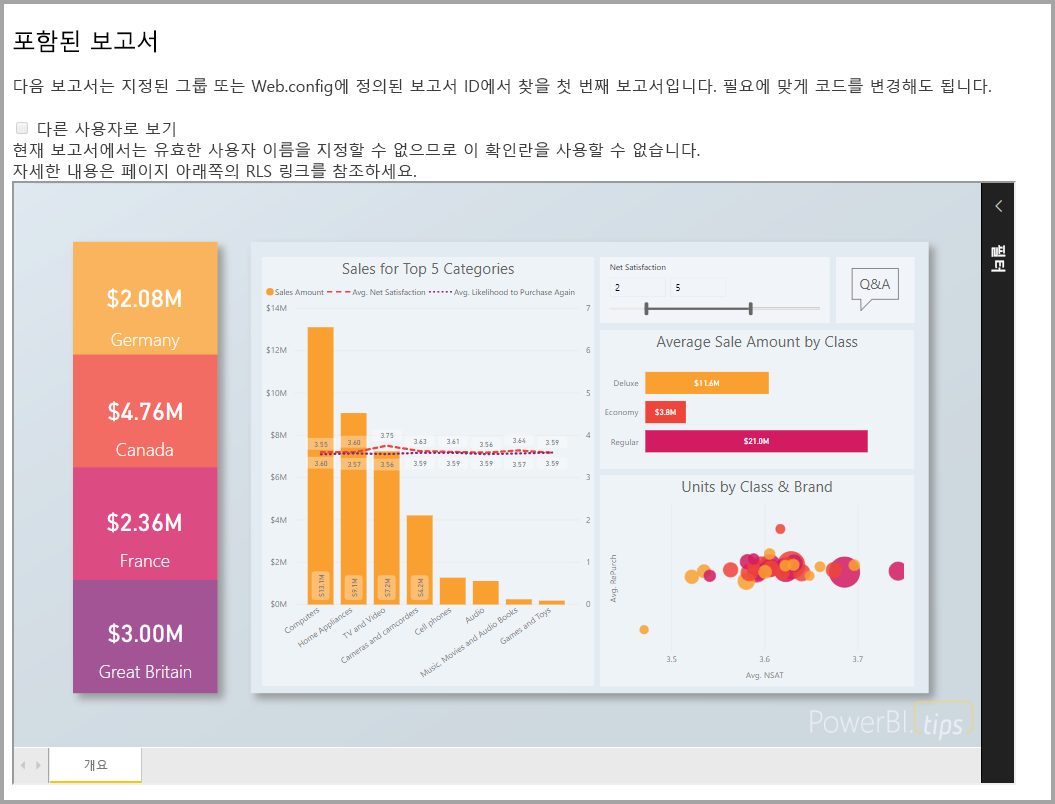 포함된 보고서
다음 보고서는 지정된 그룹 또는 Web.config에 정의된 보고서 ID에서 찾을 첫 번째 보고서입니다. 필요에 맞게 코드를 변경해도 됩니다.
다른 사용자로 보기
현재 보고서에서는 유효한 사용자 이름을 지정할 수 없으므로 이 확인란을 사용할 수 없습니다.
자세한 내용은 페이지 아래쪽의 RLS 링크를 참조하세요.
필터
$2.08M
Germany
$4.76M
Canada
$2.36M
France
$3.00M
Great Britain
Sales for Top 5 Categories
Sales Amount Avg. Net Satisfaction Avg. Likelihood to Purchase Again
$14M 7
$12M 6
$10M 5
$8M 4
$6M 3
$4M 2
$2M 1
$0M 0
3.55 3.60 3.75 3.63 3.61 3.56 3.64 3.59
3.60 3.57 3.56 3.59 3.59 3.59 3.57 3.59
$13.1M $9.1M $7.2M $4.2M
Computers
Home Appliances
TV and Video
Cameras and camcorders
Cell phones
Audio
Music, Movies and Audio Books
Games and Toys
Net Satisfaction
2 5
Q&A
Average Sale Amount by Class
Deluxe $11.6M
Economy $3.8M
Regular $21.0M
Units by Class & Brand
Avg. RePurch
3.5 3.6 3.7
Avg. NSAT
PowerBI.tips
개요